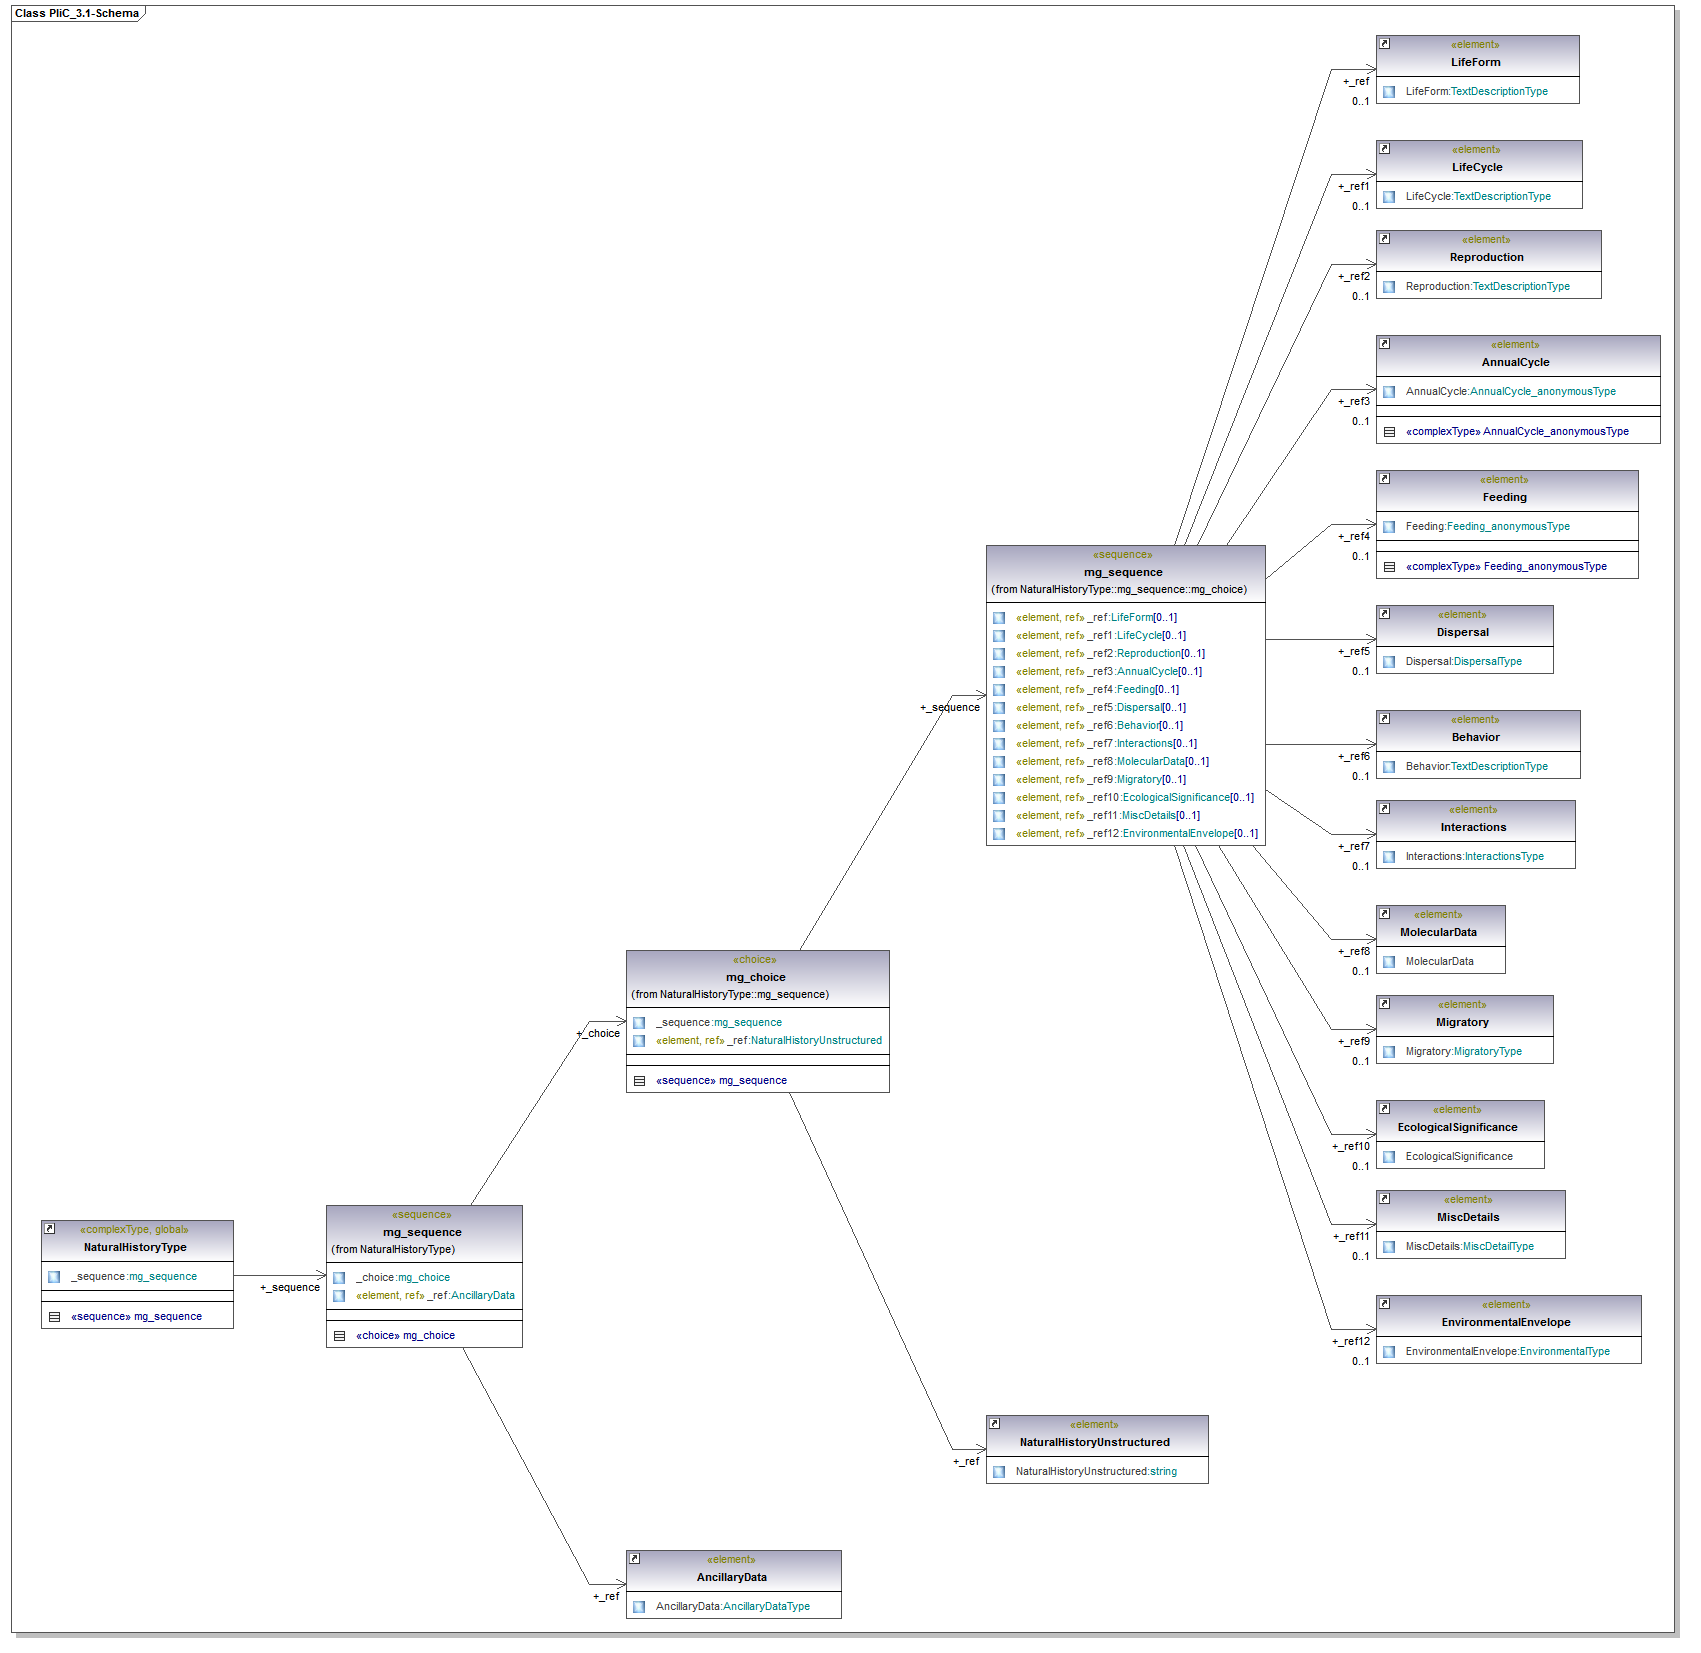 Class PliC_3.1-Schema
«element»
LifeForm
LifeForm:TextDescriptionType
+_ref
0..1
«element»
LifeCycle
LifeCycle:TextDescriptionType
+_ref1
0..1
«element»
Reproduction
Reproduction:TextDescriptionType
+_ref2
0..1
«element»
AnnualCycle
AnnualCycle:AnnualCycle_anonymousType
«complexType» AnnualCycle_anonymousType
+_ref3
0..1
«element»
Feeding
Feeding:Feeding_anonymousType
«complexType» Feeding_anonymousType
+_ref4
0..1
«element»
Dispersal
Dispersal:DispersalType
+_ref5
0..1
«element»
Behavior
Behavior:TextDescriptionType
+_ref6
0..1
«element»
Interactions
Interactions:InteractionsType
+_ref7
0..1
«element»
MolecularData
MolecularData
+_ref8
0..1
«element»
Migratory
Migratory:MigratoryType
+_ref9
0..1
«element»
EcologicalSignificance
EcologicalSignificance
+_ref10
0..1
«element»
MiscDetails
MiscDetails:MiscDetailType
+_ref11
0..1
«element»
EnvironmentalEnvelope
EnvironmentalEnvelope:EnvironmentalType
+_ref12
0..1
«sequence»
mg_sequence
(from NaturalHistoryType::mg_sequence::mg_choice)
«element, ref» _ref:LifeForm[0..1]
«element, ref» _ref1:LifeCycle[0..1]
«element, ref» _ref2:Reproduction[0..1]
«element, ref» _ref3:AnnualCycle[0..1]
«element, ref» _ref4:Feeding[0..1]
«element, ref» _ref5:Dispersal[0..1]
«element, ref» _ref6:Behavior[0..1]
«element, ref» _ref7:Interactions[0..1]
«element, ref» _ref8:MolecularData[0..1]
«element, ref» _ref9:Migratory[0..1]
«element, ref» _ref10:EcologicalSignificance[0..1]
«element, ref» _ref11:MiscDetails[0..1]
«element, ref» _ref12:EnvironmentalEnvelope[0..1]
+_sequence
«choice»
mg_choice
(from NaturalHistoryType::mg_sequence)
_sequence:mg_sequence
«element, ref» _ref:NaturalHistoryUnstructured
«sequence» mg_sequence
+_choice
«complexType, global»
NaturalHistoryType
_sequence:mg_sequence
«sequence» mg_sequence
+_sequence
«sequence»
mg_sequence
(from NaturalHistoryType)
_choice:mg_choice
«element, ref» _ref:AncillaryData
«choice» mg_choice
«element»
NaturalHistoryUnstructured
NaturalHistoryUnstructured:string
+_ref
«element»
AncillaryData
AncillaryData:AncillaryDataType
+_ref